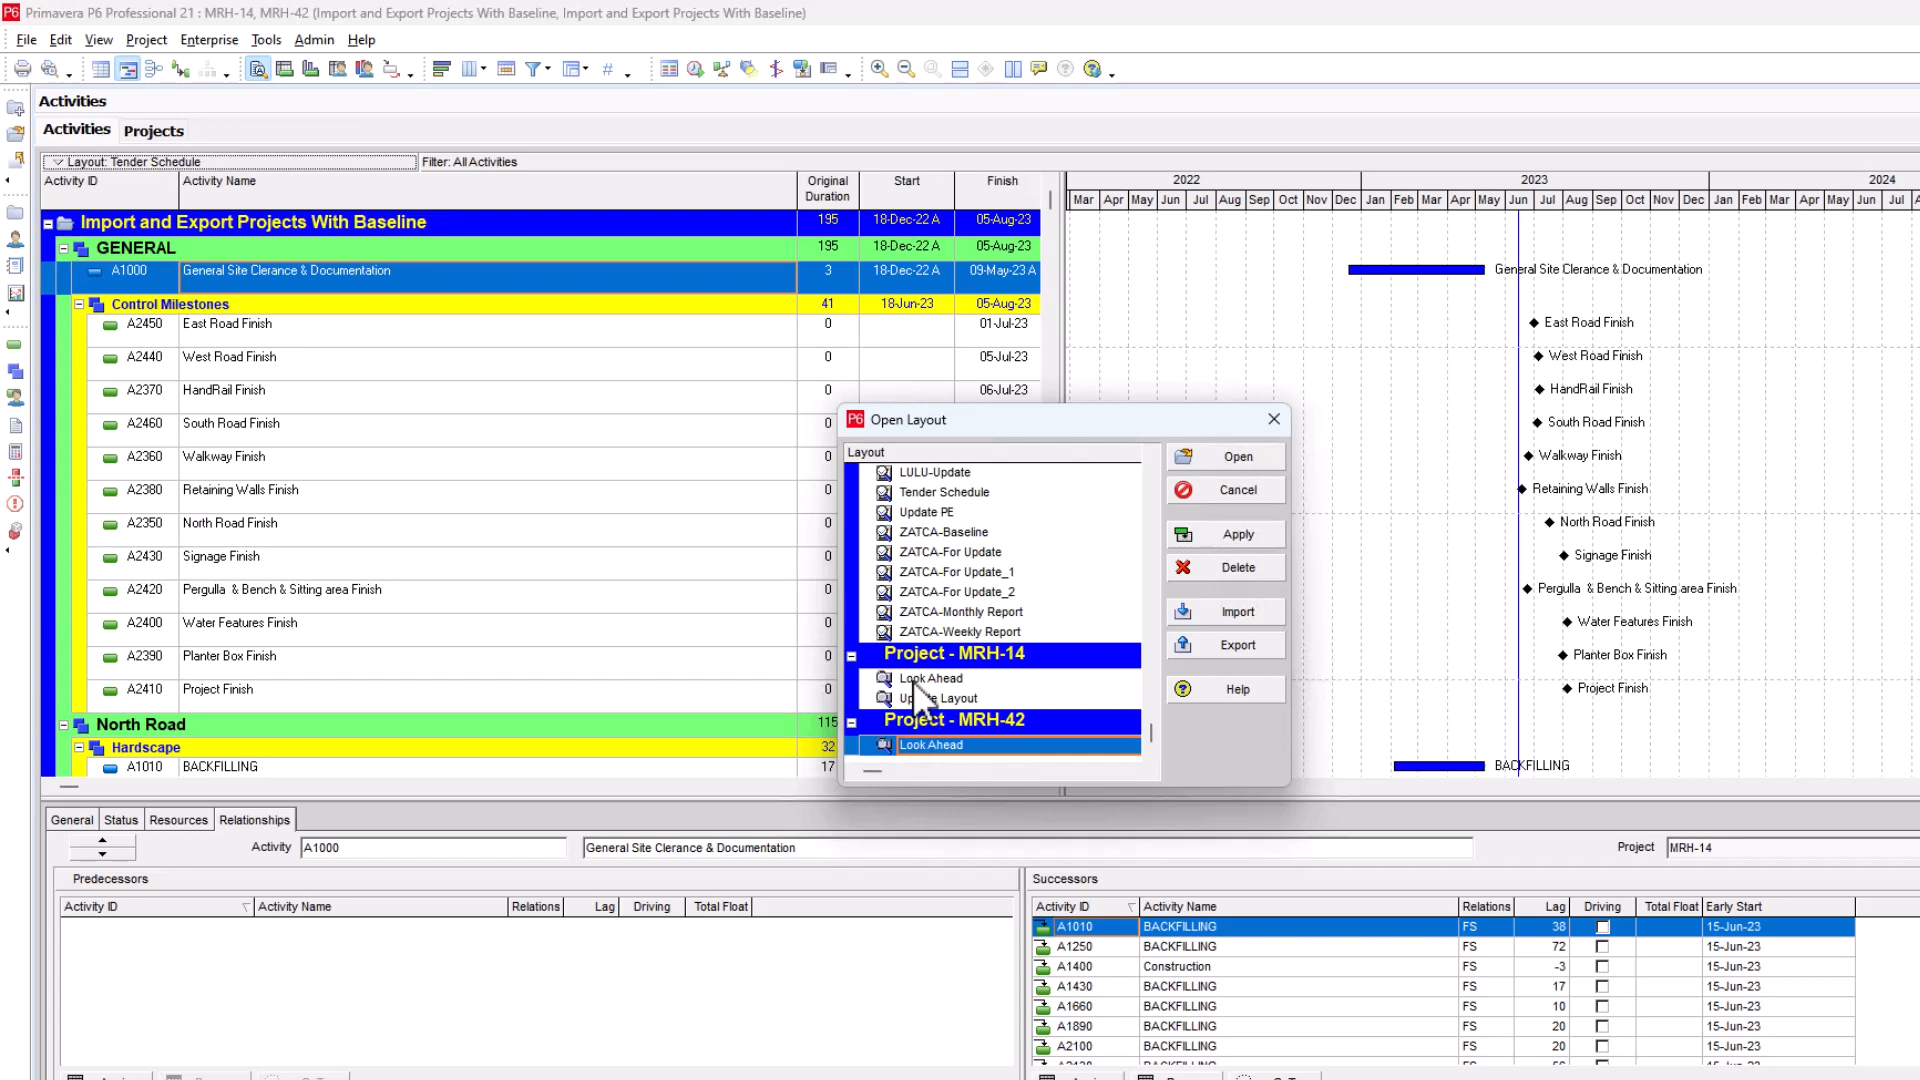 P6 Primavera P6 Professional 21 : MRH-14, MRH-42 (Import and Export Projects With Baseline, Import and Export Projects With Baseline)
File Edit View Project Enterprise Tools Admin Help
Activities
Activities Projects
Layout: Tender Schedule Filter: All Activities
Activity ID Activity Name Original Duration Start Finish
2022 2023 2024
Mar Apr May Jun Jul Aug Sep Oct Nov Dec Jan Feb Mar Apr May Jun Jul Aug Sep Oct Nov Dec Jan Feb Mar Apr May Jun Jul A
Import and Export Projects With Baseline 195 18-Dec-22 A 05-Aug-23
GENERAL 195 18-Dec-22 A 05-Aug-23
A1000 General Site Clerance & Documentation 3 18-Dec-22 A 09-May-23 A General Site Clerance & Documentation
Control Milestones 41 18-Jun-23 05-Aug-23
A2450 East Road Finish 0 01-Jul-23 East Road Finish
A2440 West Road Finish 0 05-Jul-23 West Road Finish
A2370 HandRail Finish 0 06-Jul-23 HandRail Finish
A2460 South Road Finish 0 South Road Finish
A2360 Walkway Finish 0 Walkway Finish
A2380 Retaining Walls Finish 0 Retaining Walls Finish
A2350 North Road Finish 0 North Road Finish
A2430 Signage Finish 0 Signage Finish
A2420 Pergulla & Bench & Sitting area Finish 0 Pergulla & Bench & Sitting area Finish
A2400 Water Features Finish 0 Water Features Finish
A2390 Planter Box Finish 0 Planter Box Finish
A2410 Project Finish 0 Project Finish
North Road 115
Hardscape 32
A1010 BACKFILLING 17 BACKFILLING
P6 Open Layout
Layout
LULU-Update
Tender Schedule
Update PE
ZATCA-Baseline
ZATCA-For Update
ZATCA-For Update_1
ZATCA-For Update_2
ZATCA-Monthly Report
ZATCA-Weekly Report
Project - MRH-14
Look Ahead
Layout
Project - MRH-42
Look Ahead
Open
Cancel
Apply
Delete
Import
Export
Help
General Status Resources Relationships
Activity A1000 General Site Clerance & Documentation Project MRH-14
Predecessors
Activity ID Activity Name Relations Lag Driving Total Float
Successors
Activity ID Activity Name Relations Lag Driving Total Float Early Start
A1010 BACKFILLING FS 38 15-Jun-23
A1250 BACKFILLING FS 72 15-Jun-23
A1400 Construction FS -3 15-Jun-23
A1430 BACKFILLING FS 17 15-Jun-23
A1660 BACKFILLING FS 10 15-Jun-23
A1890 BACKFILLING FS 20 15-Jun-23
A2100 BACKFILLING FS 20 15-Jun-23